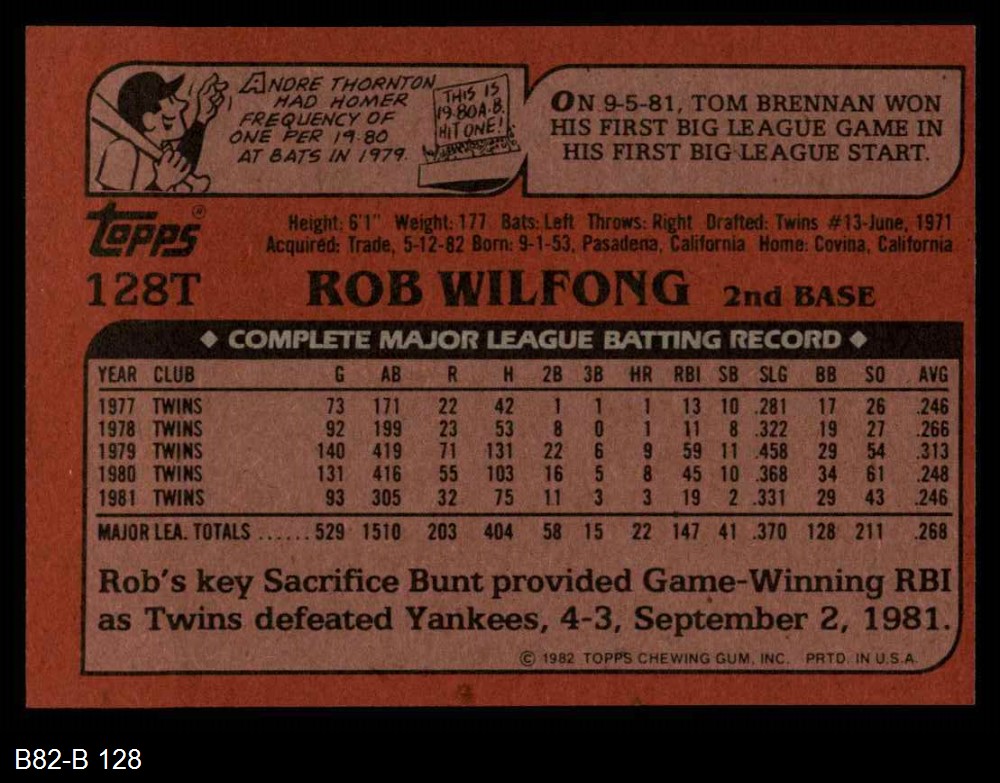 ANDRE THORNTON
HAD HOMER
FREQUENCY OF
ONE PER 19.80
AT BATS IN 1979.
THIS IS
19.80 A.B.
HIT ONE!
ON 9-5-81, TOM BRENNAN WON
HIS FIRST BIG LEAGUE GAME IN
HIS FIRST BIG LEAGUE START.
topps®
Height: 6'1" Weight: 177 Bats: Left Throws: Right Drafted: Twins #13-June, 1971
Acquired: Trade, 5-12-82 Born: 9-1-53, Pasadena, California Home: Covina, California
128T ROB WILFONG 2nd BASE
◆ COMPLETE MAJOR LEAGUE BATTING RECORD ◆
YEAR CLUB G AB R H 2B 3B HR RBI SB SLG BB SO AVG
1977 TWINS 73 171 22 42 1 1 1 13 10 .281 17 26 .246
1978 TWINS 92 199 23 53 8 0 1 11 8 .322 19 27 .266
1979 TWINS 140 419 71 131 22 6 9 59 11 .458 29 54 .313
1980 TWINS 131 416 55 103 16 5 8 45 10 .368 34 61 .248
1981 TWINS 93 305 32 75 11 3 3 19 2 .331 29 43 .246
MAJOR LEA. TOTALS ...... 529 1510 203 404 58 15 22 147 41 .370 128 211 .268
Rob's key Sacrifice Bunt provided Game-Winning RBI
as Twins defeated Yankees, 4-3, September 2, 1981.
© 1982 TOPPS CHEWING GUM, INC. PRTD. IN U.S.A.
B82-B 128